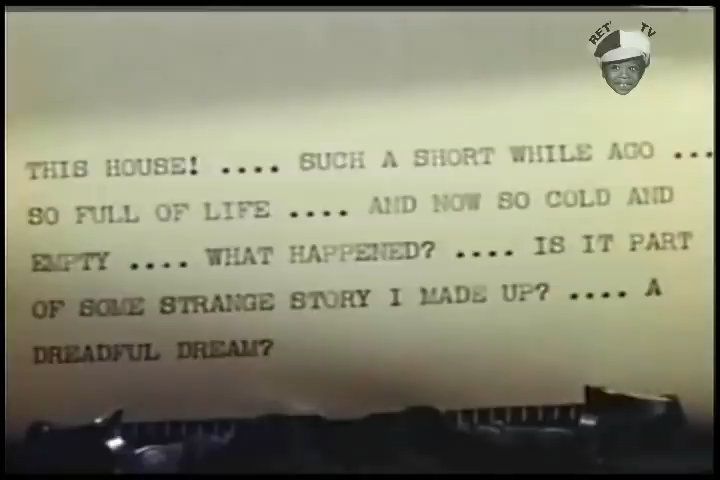 RET' TV
THIS HOUSE! .... SUCH A SHORT WHILE AGO ...
SO FULL OF LIFE .... AND NOW SO COLD AND
EMPTY .... WHAT HAPPENED? .... IS IT PART
OF SOME STRANGE STORY I MADE UP? .... A
DREADFUL DREAM?